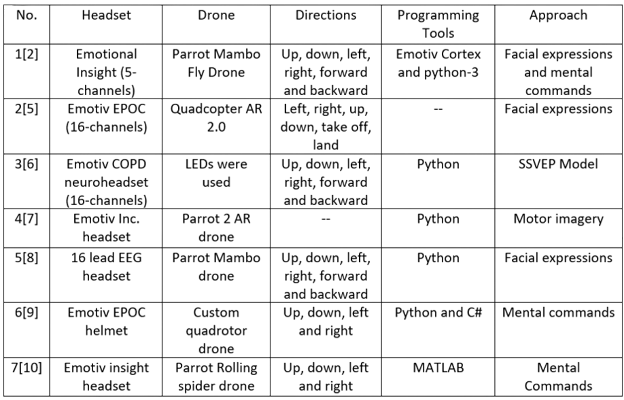 No. Headset Drone Directions Programming Approach
Tools
1[2] Emotional Parrot Mambo Up, down, left, Emotiv Cortex Facial expressions
Insight (5- Fly Drone right, forward and python-3 and mental
channels) and backward commands
2[5] Emotiv EPOC Quadcopter AR Left, right, up, -- Facial expressions
(16-channels) 2.0 down, take off,
land
3[6] Emotiv COPD LEDs were Up, down, left, Python SSVEP Model
neuroheadset used right, forward
(16-channels) and backward
4[7] Emotiv Inc. Parrot 2 AR -- Python Motor imagery
headset drone
5[8] 16 lead EEG Parrot Mambo Up, down, left, Python Facial expressions
headset drone right, forward
and backward
6[9] Emotiv EPOC Custom Up, down, left Python and C# Mental commands
helmet quadrotor and right
drone
7[10] Emotiv insight Parrot Rolling Up, down, left MATLAB Mental
headset spider drone and right Commands